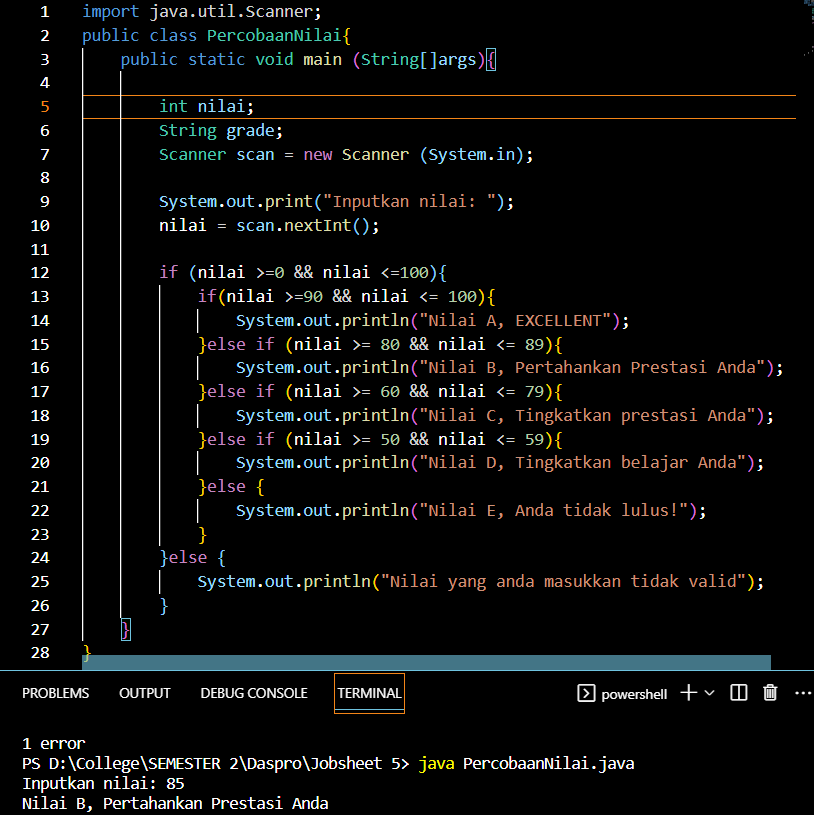 1 import java.util.Scanner;
2 public class PercobaanNilai{
3 public static void main (String[]args){
4
5 int nilai;
6 String grade;
7 Scanner scan = new Scanner (System.in);
8
9 System.out.print("Inputkan nilai: ");
10 nilai = scan.nextInt();
11
12 if (nilai >=0 && nilai <=100){
13 if(nilai >=90 && nilai <= 100){
14 System.out.println("Nilai A, EXCELLENT");
15 }else if (nilai >= 80 && nilai <= 89){
16 System.out.println("Nilai B, Pertahankan Prestasi Anda");
17 }else if (nilai >= 60 && nilai <= 79){
18 System.out.println("Nilai C, Tingkatkan prestasi Anda");
19 }else if (nilai >= 50 && nilai <= 59){
20 System.out.println("Nilai D, Tingkatkan belajar Anda");
21 }else {
22 System.out.println("Nilai E, Anda tidak lulus!");
23 }
24 }else {
25 System.out.println("Nilai yang anda masukkan tidak valid");
26 }
27 }
28 }
PROBLEMS OUTPUT DEBUG CONSOLE TERMINAL powershell
1 error
PS D:\College\SEMESTER 2\Daspro\Jobsheet 5> java PercobaanNilai.java
Inputkan nilai: 85
Nilai B, Pertahankan Prestasi Anda